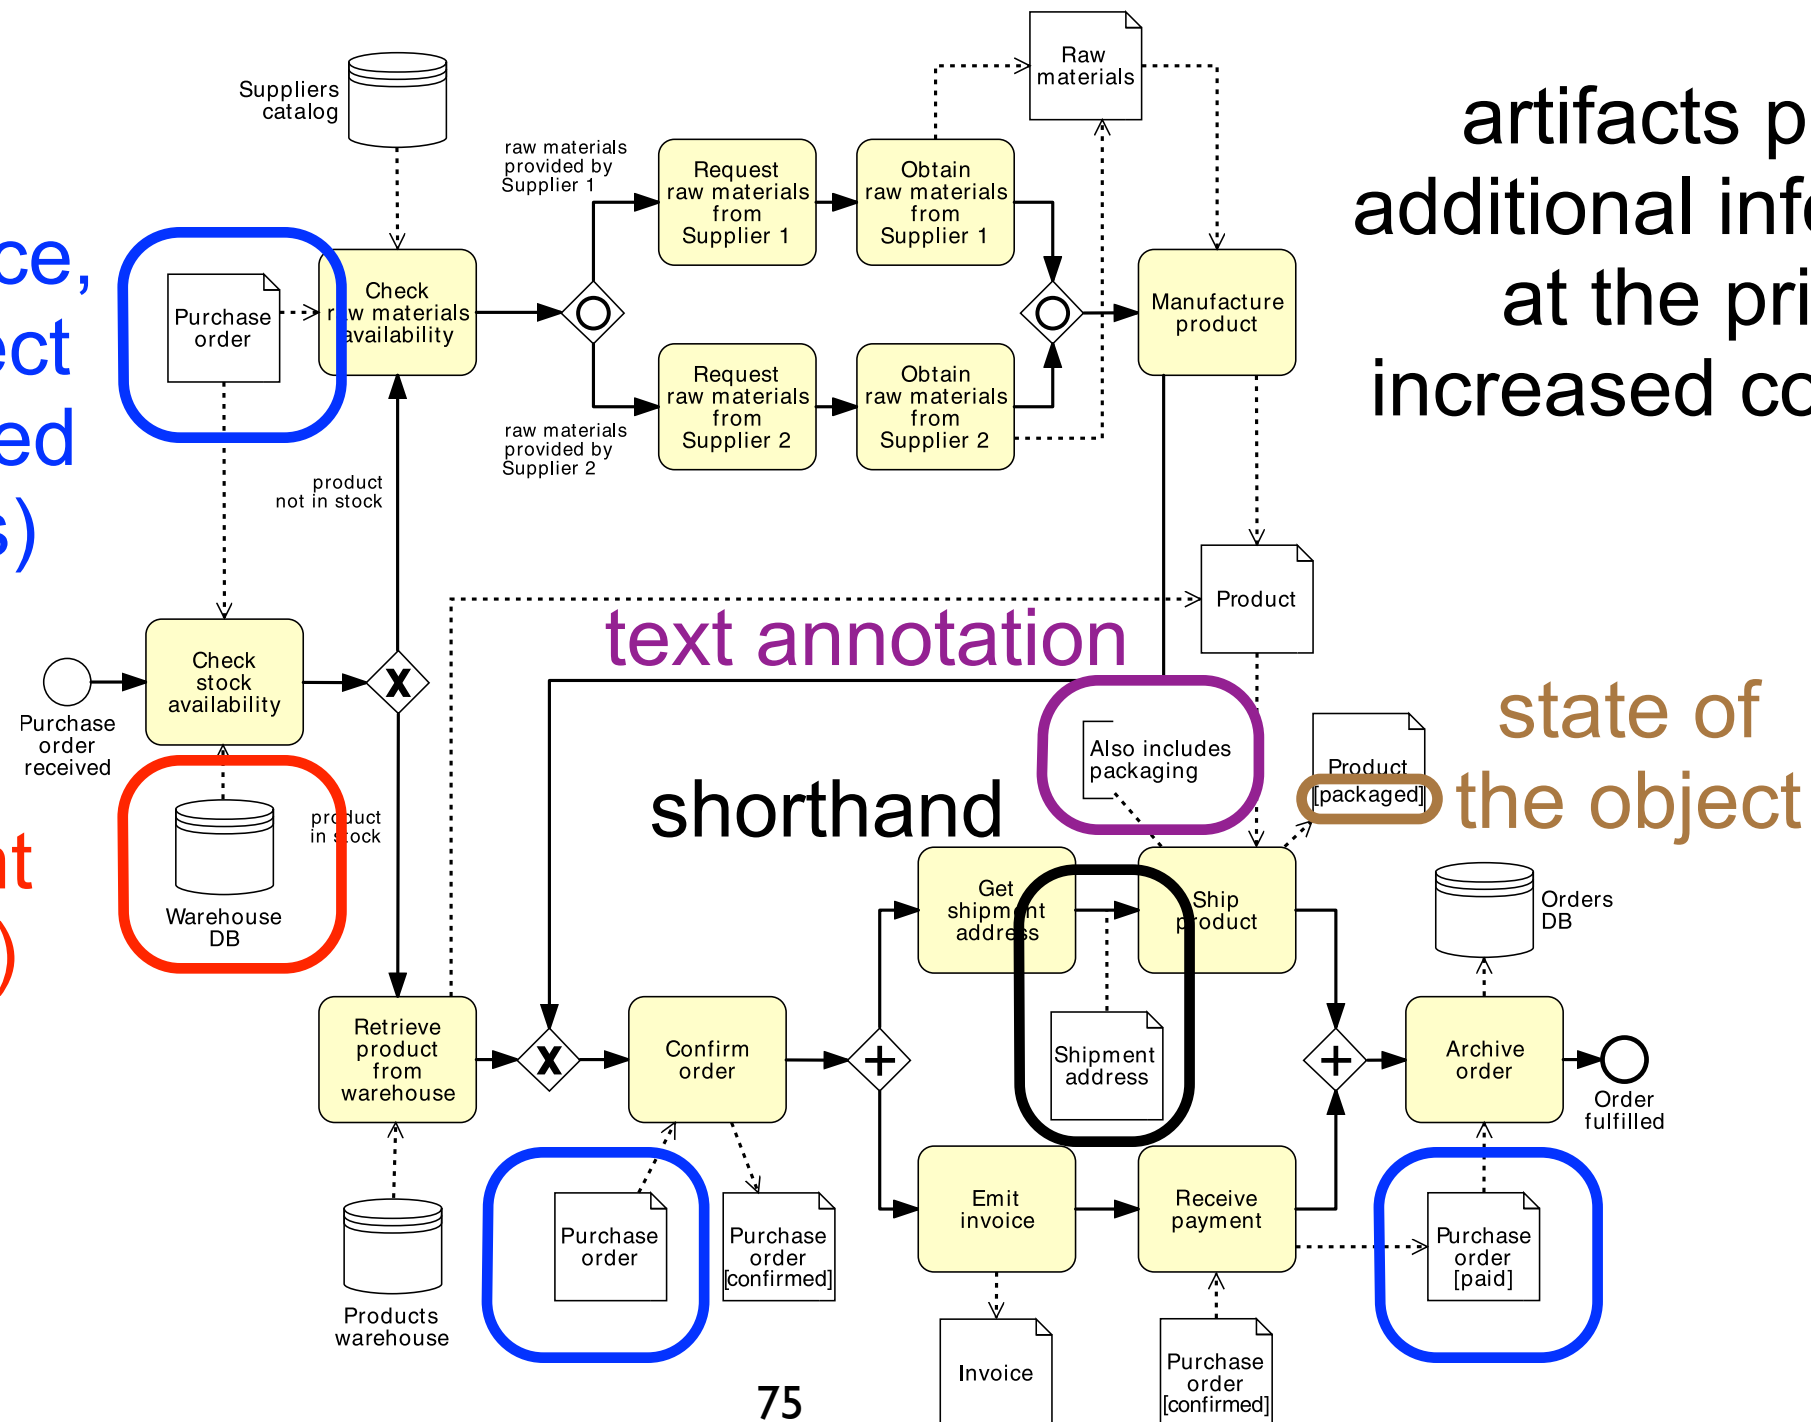 Raw
materials
Suppliers
catalog
artifacts p
additional info
at the pri
increased co
raw materials
provided by
Supplier 1
Request
raw materials
from
Supplier 1
Obtain
raw materials
from
Supplier 1
ce,
ect
ed
s)
Purchase
order
Check
raw materials
availability
Manufacture
product
Request
raw materials
from
Supplier 2
Obtain
raw materials
from
Supplier 2
raw materials
provided by
Supplier 2
product
not in stock
Product
text annotation
Check
stock
availability
X
Purchase
order
received
Also includes
packaging
Product
[packaged]
state of
the object
shorthand
product
in stock
nt
)
Warehouse
DB
Get
shipment
address
Ship
product
Orders
DB
Retrieve
product
from
warehouse
X
Confirm
order
+
Shipment
address
+
Archive
order
Order
fulfilled
Emit
invoice
Receive
payment
Products
warehouse
Purchase
order
Purchase
order
[confirmed]
Purchase
order
[paid]
Invoice
Purchase
order
[confirmed]
75